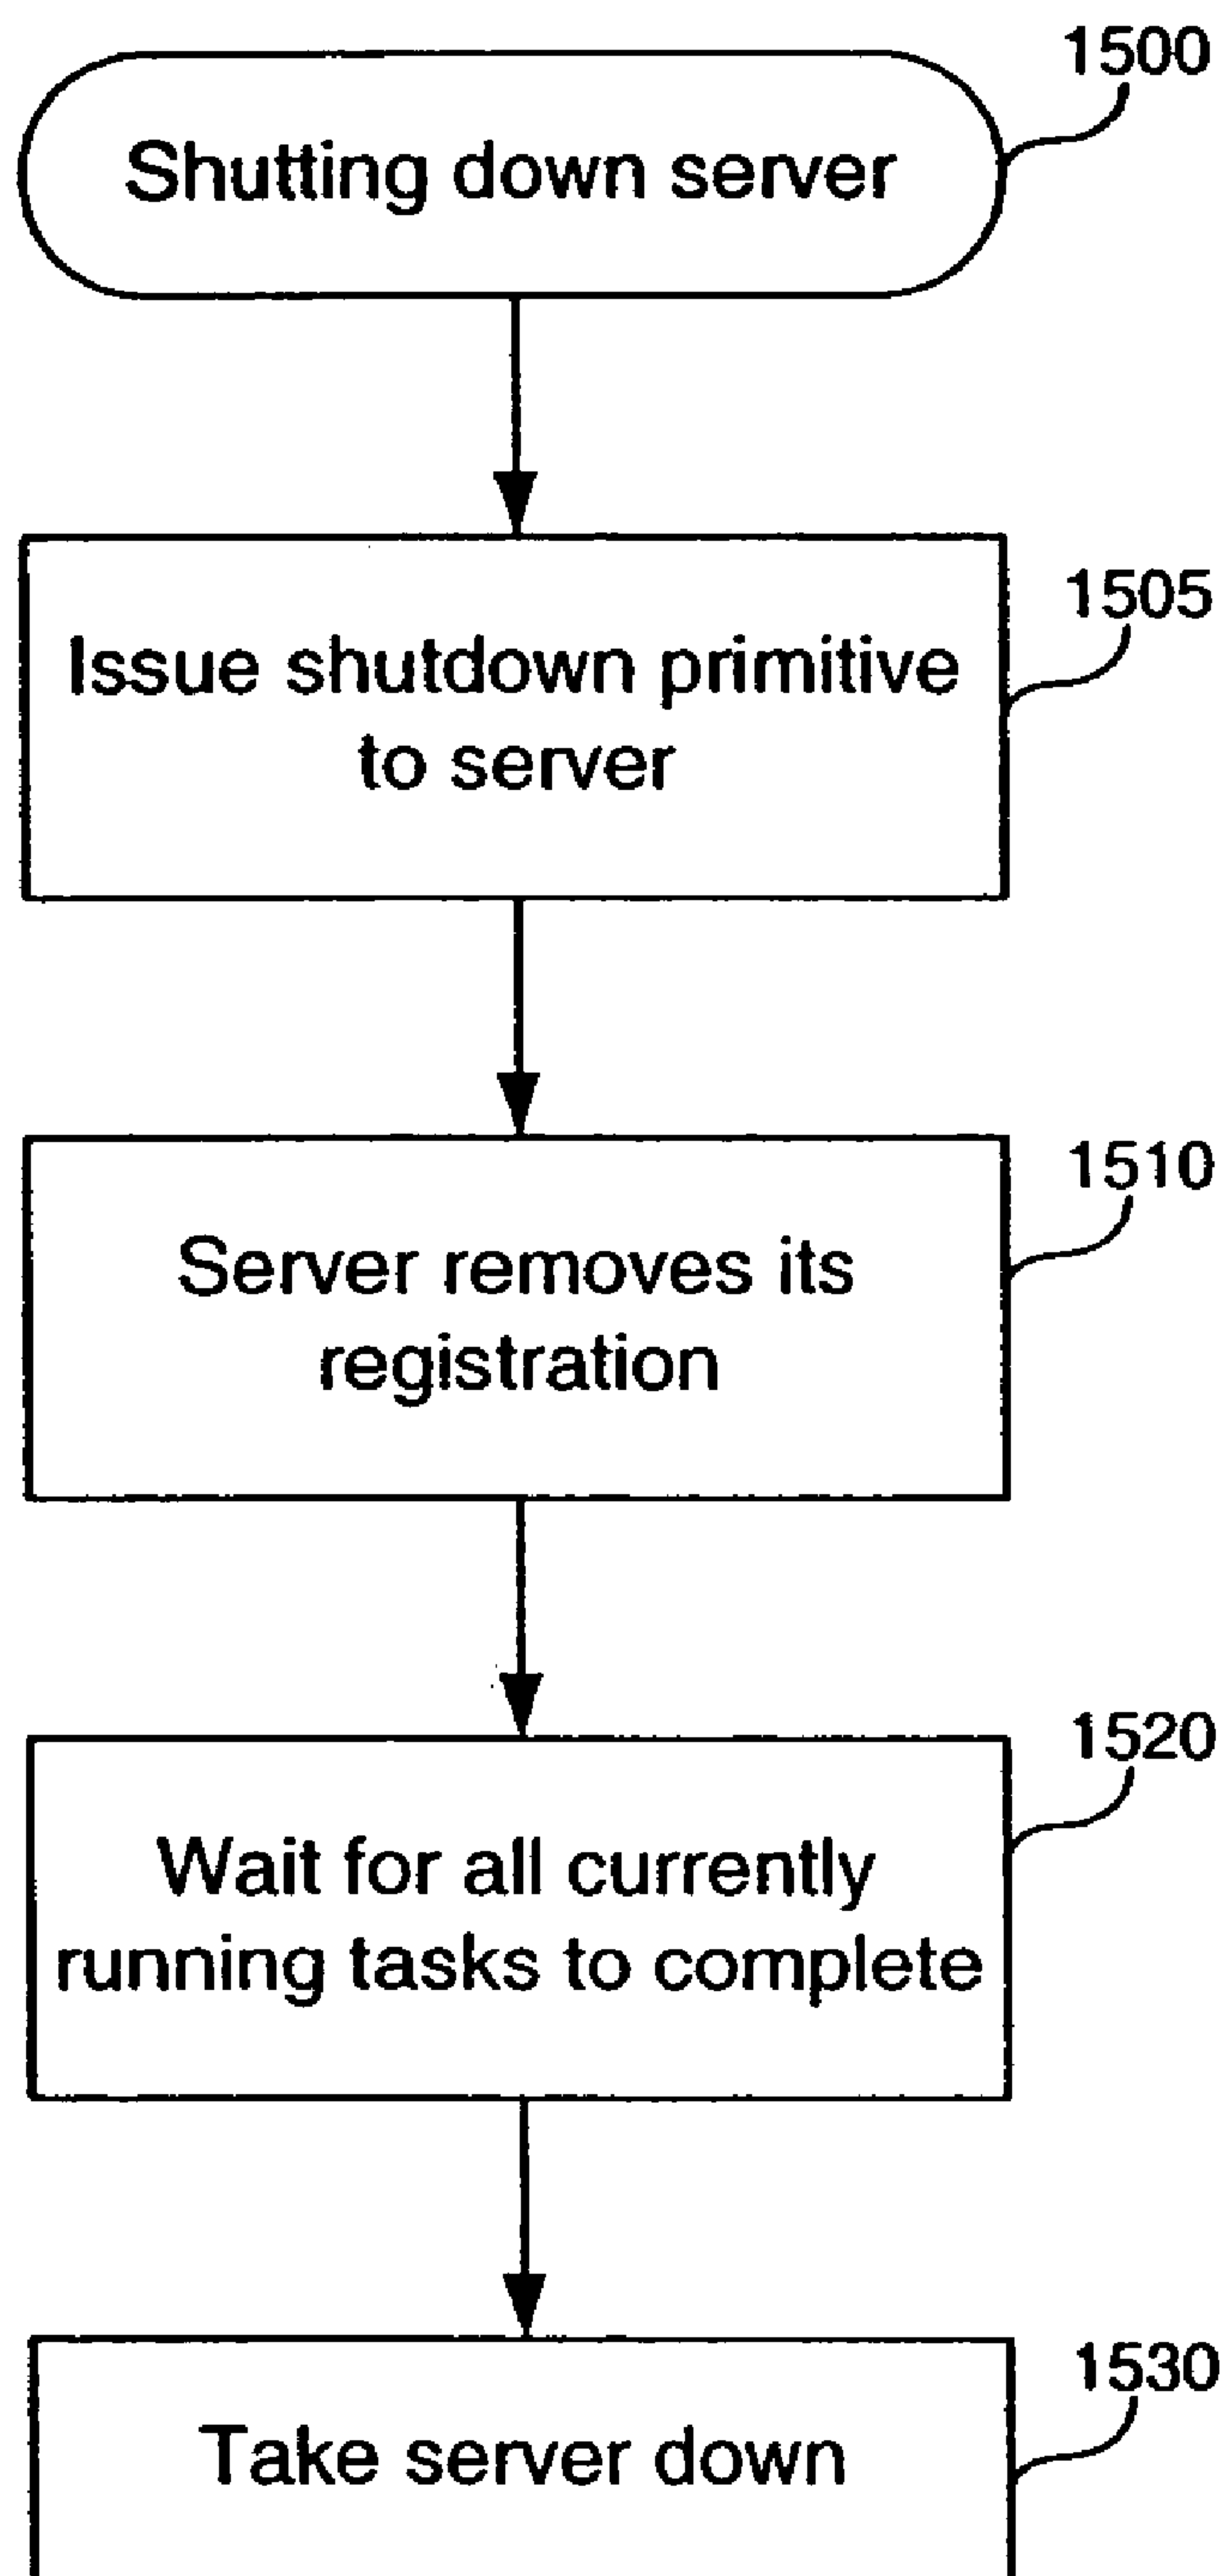 1500
Shutting down server
1505
Issue shutdown primitive
to server
1510
Server removes its
registration
1520
Wait for all currently
running tasks to complete
1530
Take server down